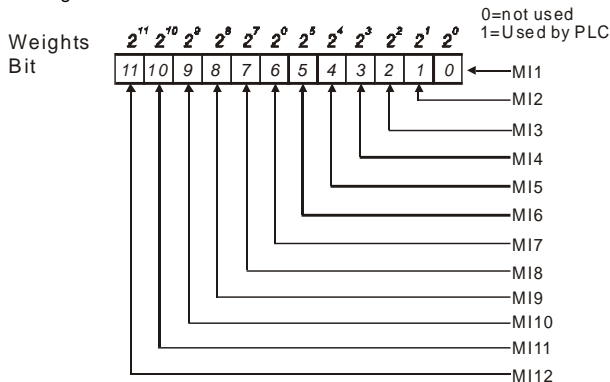 0=not used
1=Used by PLC
Weights 2¹¹ 2¹⁰ 2⁹ 2⁸ 2⁷ 2⁰ 2⁵ 2⁴ 2³ 2² 2¹ 2⁰
Bit 11 10 9 8 7 6 5 4 3 2 1 0 MI1
MI2
MI3
MI4
MI5
MI6
MI7
MI8
MI9
MI10
MI11
MI12